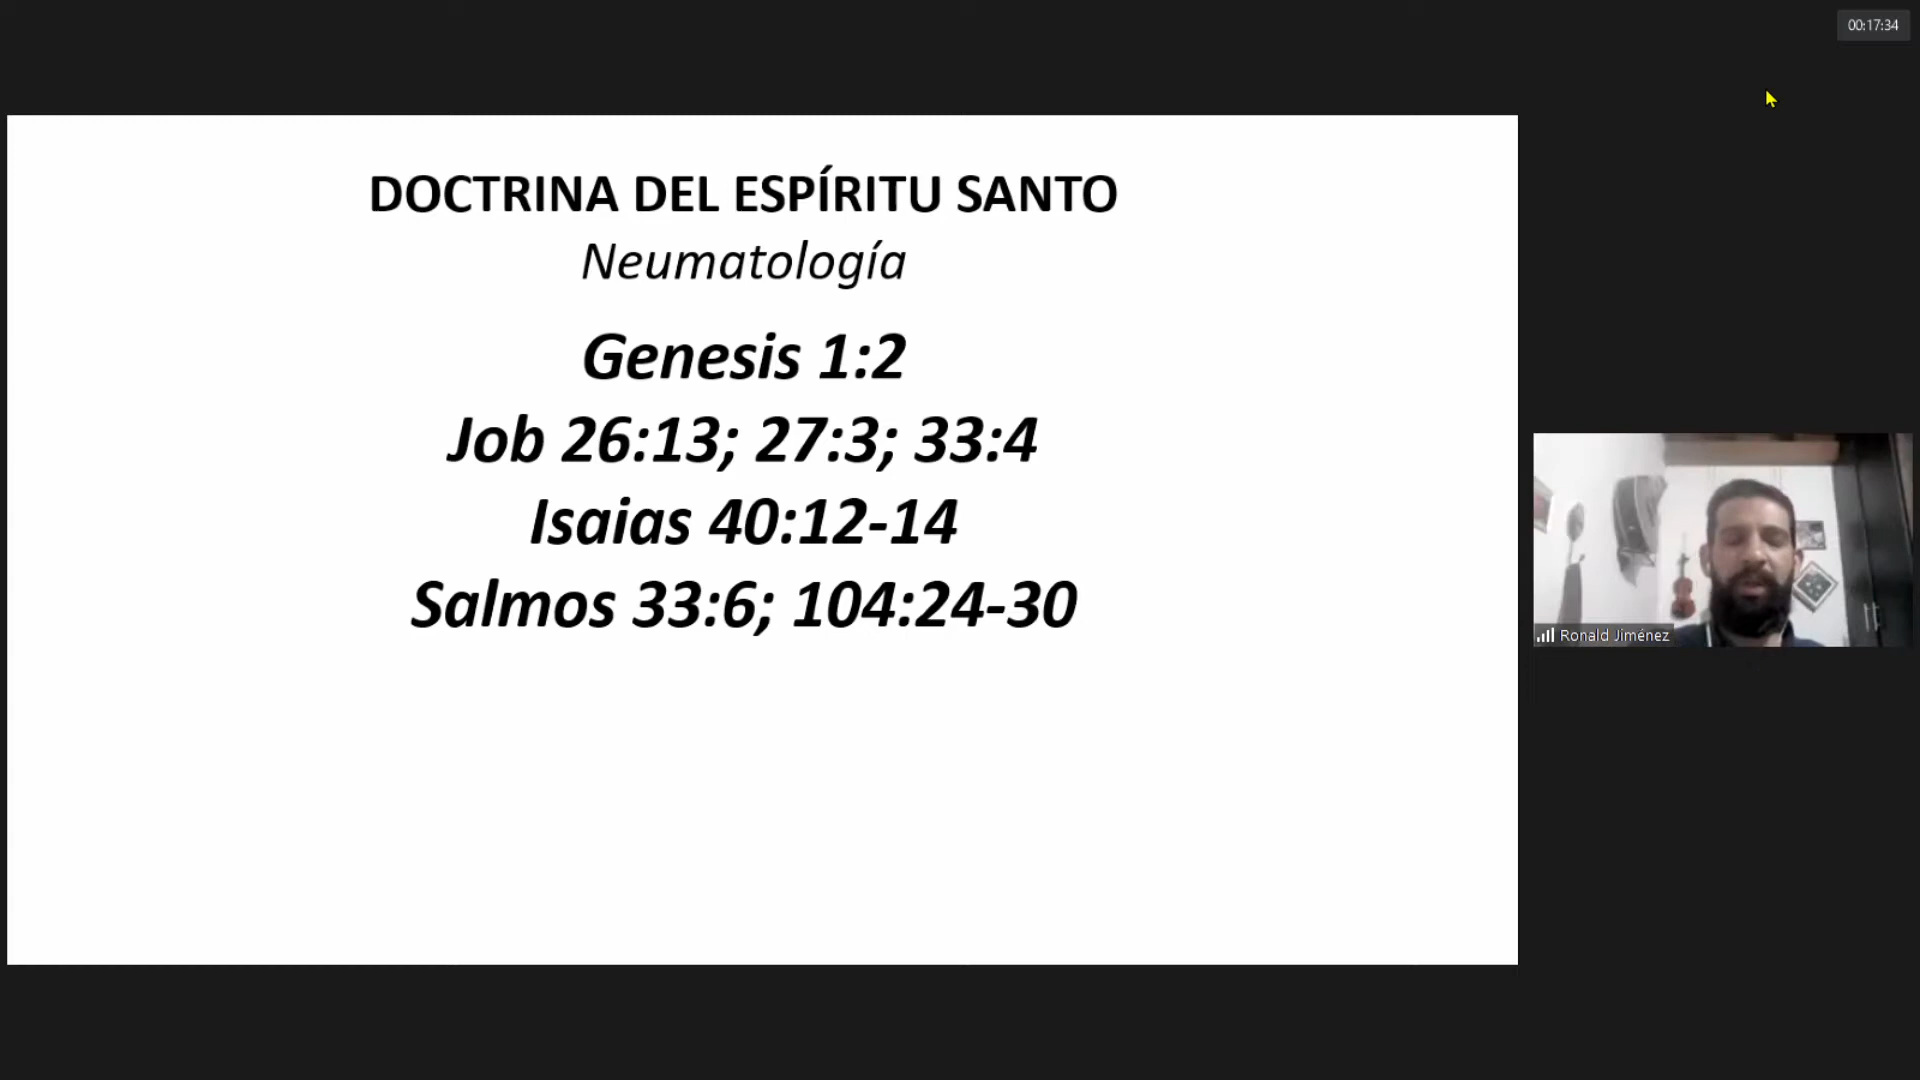 00:17:34
DOCTRINA DEL ESPÍRITU SANTO
Neumatología
Genesis 1:2
Job 26:13; 27:3; 33:4
Isaias 40:12-14
Salmos 33:6; 104:24-30
Ronald Jiménez